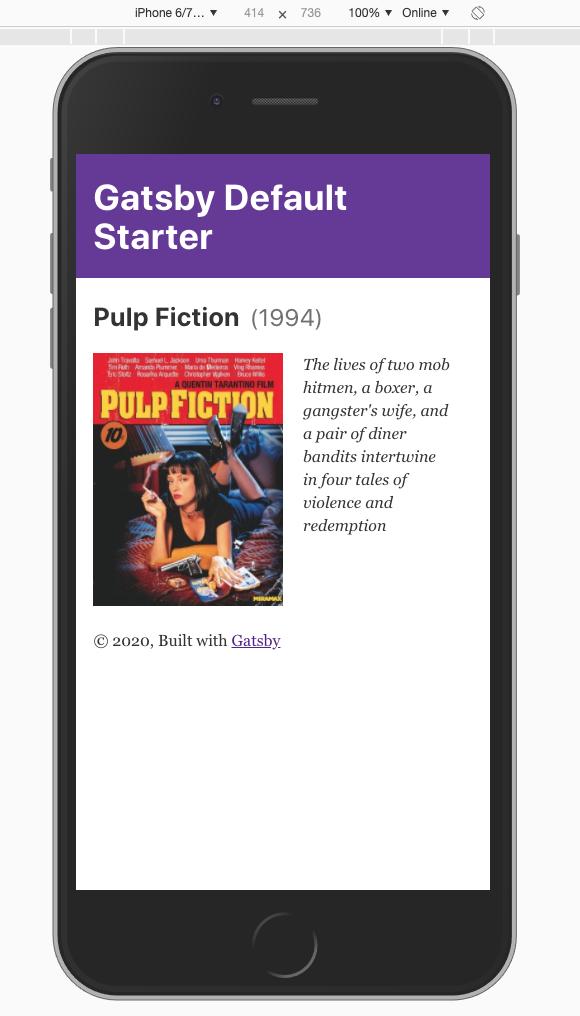 iPhone 6/7… ▼ 414 × 736 100% ▼ Online ▼
Gatsby Default
Starter
Pulp Fiction (1994)
John Travolta Samuel L. Jackson Uma Thurman Harvey Keitel
Tim Roth Amanda Plummer Maria de Medeiros Ving Rhames
Eric Stoltz Rosanna Arquette Christopher Walken Bruce Willis
A QUENTIN TARANTINO FILM
PULP FICTION
10¢
MIRAMAX
The lives of two mob
hitmen, a boxer, a
gangster's wife, and
a pair of diner
bandits intertwine
in four tales of
violence and
redemption
© 2020, Built with Gatsby